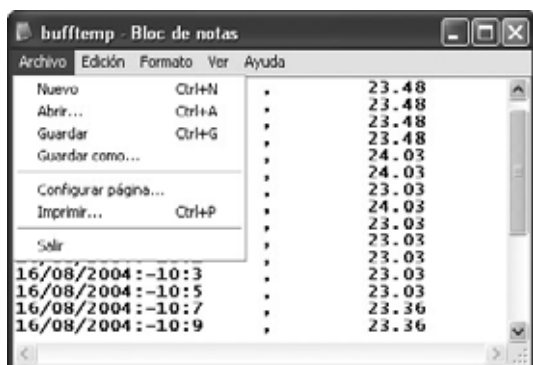 bufftemp - Bloc de notas
Archivo Edición Formato Ver Ayuda
Nuevo Ctrl+N , 23.48
Abrir... Ctrl+A , 23.48
Guardar Ctrl+G , 23.48
, 23.48
Guardar como... , 24.03
, 24.03
Configurar página... , 23.03
Imprimir... Ctrl+P , 24.03
, 23.03
Salir , 23.03
, 23.03
16/08/2004:-10:3 , 23.03
16/08/2004:-10:5 , 23.03
16/08/2004:-10:7 , 23.36
16/08/2004:-10:9 , 23.36